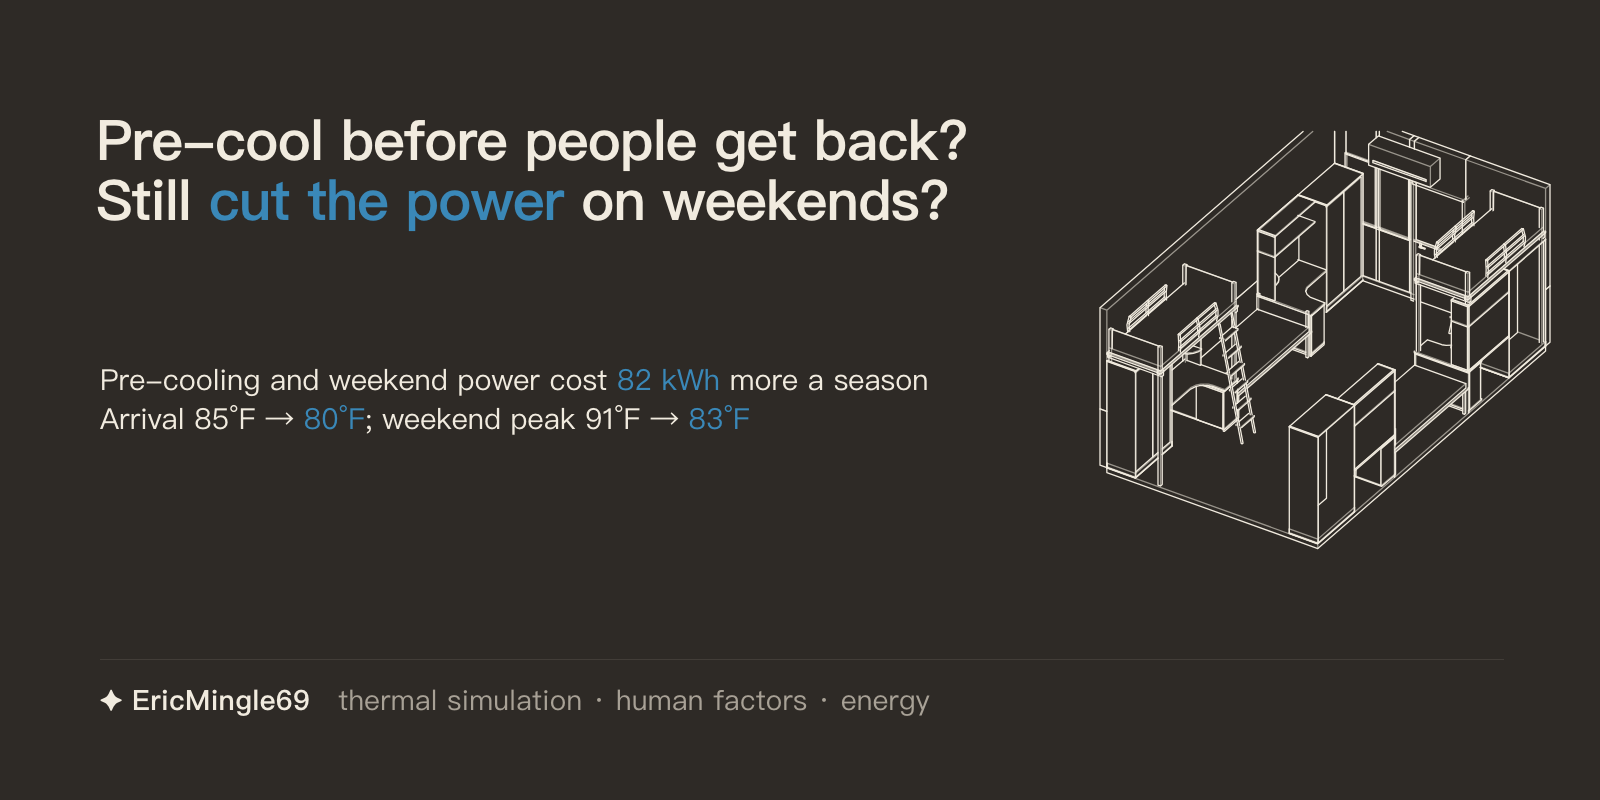 Pre–cool before people get back?
Still cut the power on weekends?
Pre–cooling and weekend power cost 82 kWh more a season
Arrival 85°F → 80°F; weekend peak 91°F → 83°F
✦ EricMingle69 thermal simulation · human factors · energy